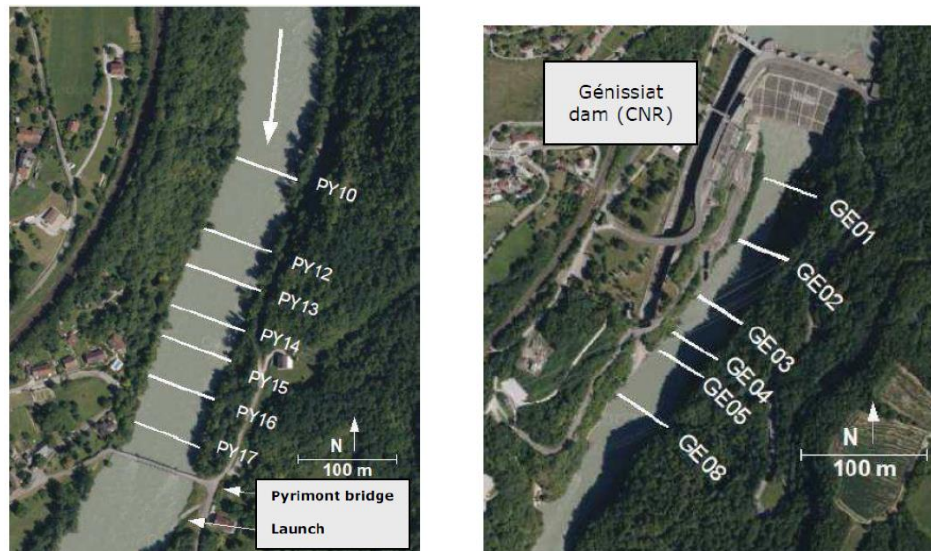 PY10
PY12
PY13
PY14
PY15
PY16
PY17
N
100 m
Pyrimont bridge
Launch
Génissiat
dam (CNR)
GE01
GE02
GE03
GE04
GE05
GE08
N
100 m